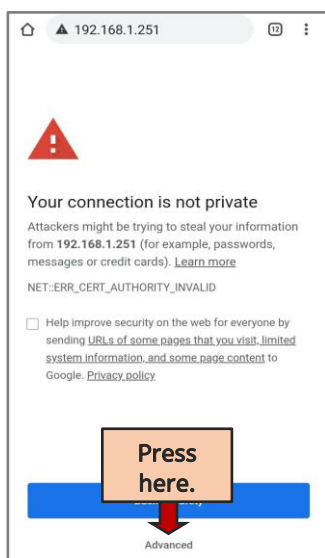 192.168.1.251 12
Your connection is not private
Attackers might be trying to steal your information
from 192.168.1.251 (for example, passwords,
messages or credit cards). Learn more
NET::ERR_CERT_AUTHORITY_INVALID
Help improve security on the web for everyone by
sending URLs of some pages that you visit, limited
system information, and some page content to
Google. Privacy policy
Press
here.
Advanced